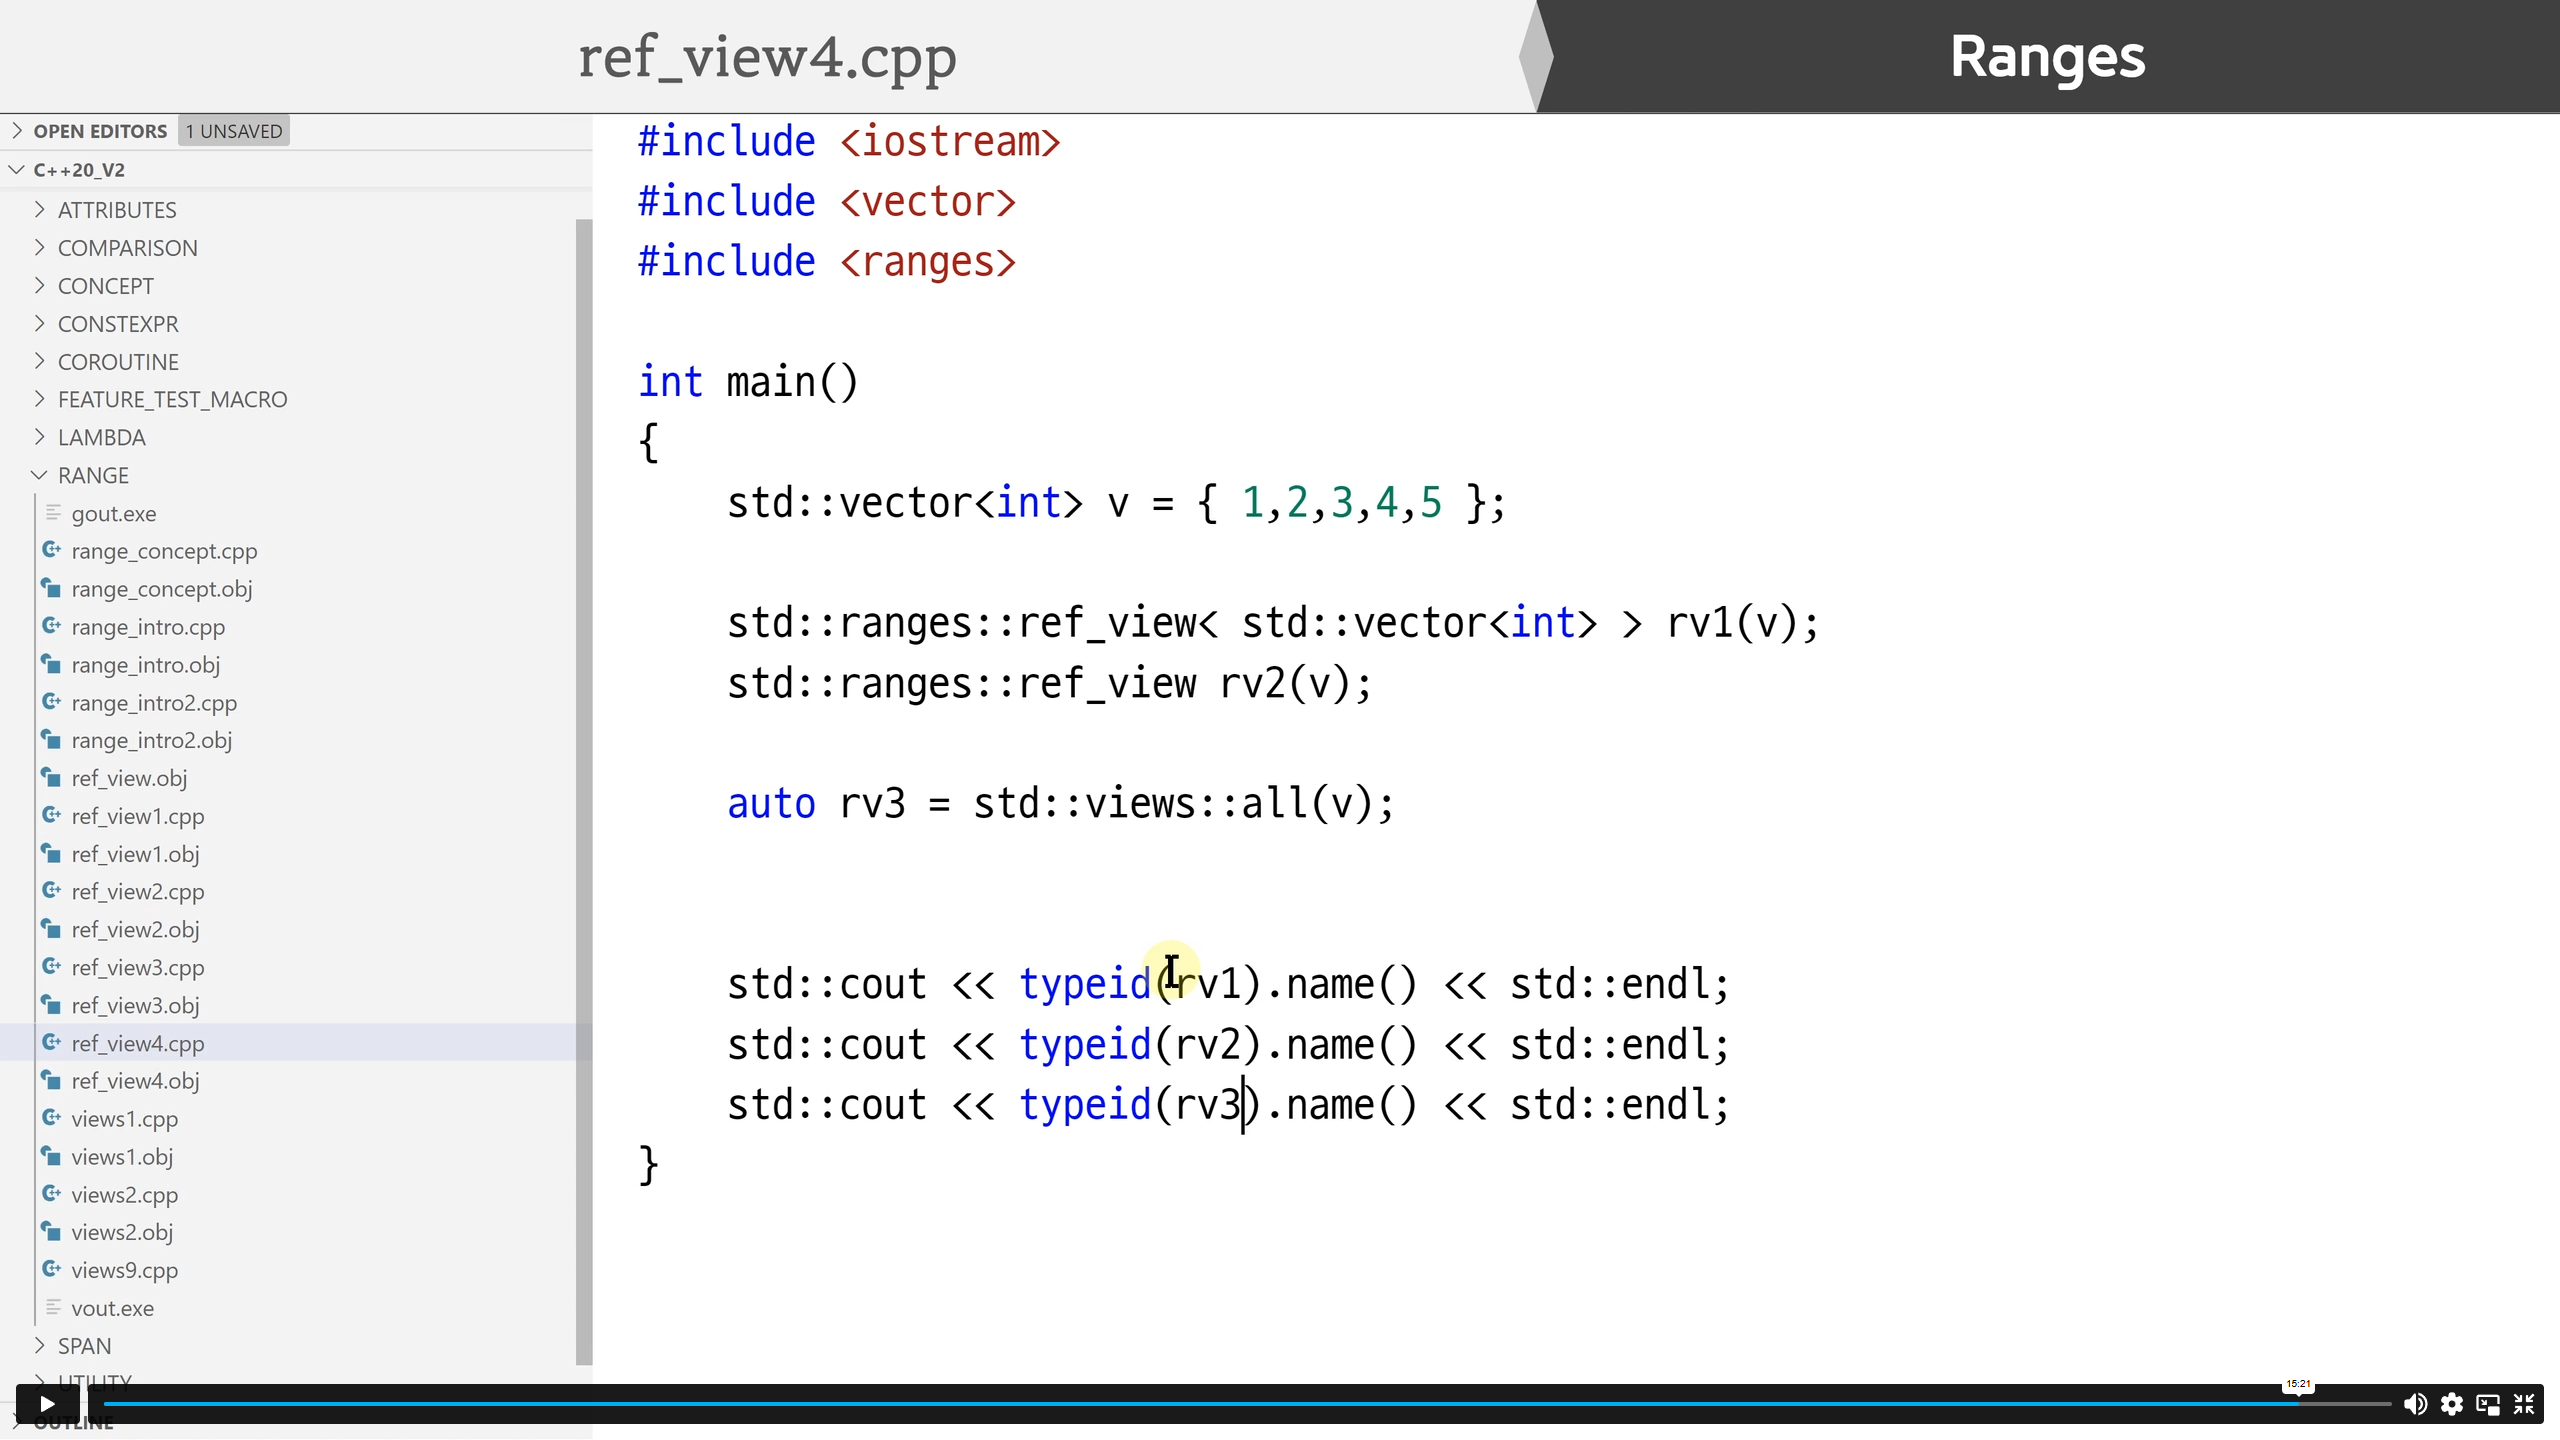 ref_view4.cpp
Ranges
OPEN EDITORS 1 UNSAVED
C++20_V2
ATTRIBUTES
COMPARISON
CONCEPT
CONSTEXPR
COROUTINE
FEATURE_TEST_MACRO
LAMBDA
RANGE
gout.exe
range_concept.cpp
range_concept.obj
range_intro.cpp
range_intro.obj
range_intro2.cpp
range_intro2.obj
ref_view.obj
ref_view1.cpp
ref_view1.obj
ref_view2.cpp
ref_view2.obj
ref_view3.cpp
ref_view3.obj
ref_view4.cpp
ref_view4.obj
views1.cpp
views1.obj
views2.cpp
views2.obj
views9.cpp
vout.exe
SPAN
UTILITY
OUTLINE
#include <iostream>
#include <vector>
#include <ranges>
int main()
{
std::vector<int> v = { 1,2,3,4,5 };
std::ranges::ref_view< std::vector<int> > rv1(v);
std::ranges::ref_view rv2(v);
auto rv3 = std::views::all(v);
std::cout << typeid(rv1).name() << std::endl;
std::cout << typeid(rv2).name() << std::endl;
std::cout << typeid(rv3).name() << std::endl;
}
15:21